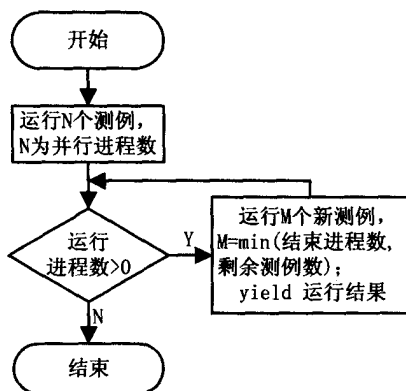 开始
运行N个测例,
N为并行进程数
运行
进程数>0
Y
运行M个新测例,
M=min(结束进程数,
剩余测例数);
yield 运行结果
N
结束